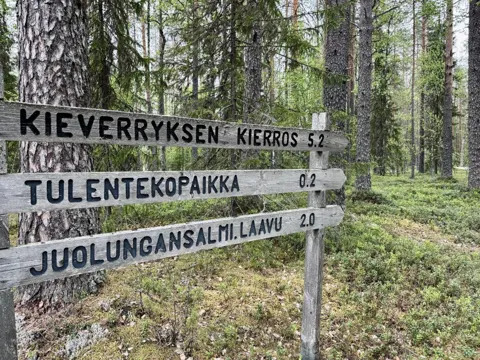 KIEVERRYKSEN KIERROS 5.2
TULENTEKOPAIKKA 0.2
JUOLUNGANSALMI.LAAVU 2.0